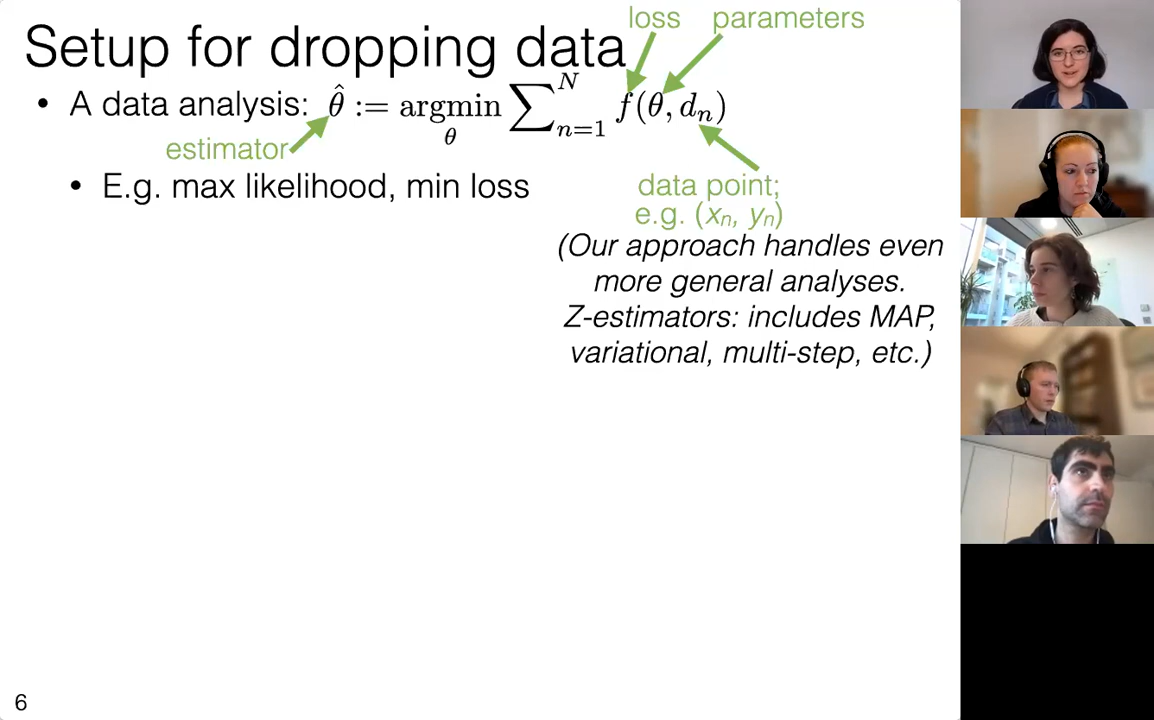 loss parameters
Setup for dropping data
• A data analysis: θ̂ := argmin_θ ∑_{n=1}^{N} f(θ, d_n)
estimator
• E.g. max likelihood, min loss
data point;
e.g. (x_n, y_n)
(Our approach handles even
more general analyses.
Z-estimators: includes MAP,
variational, multi-step, etc.)
6